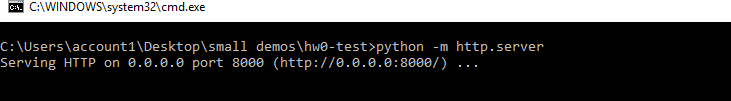 C:\WINDOWS\system32\cmd.exe
C:\Users\account1\Desktop\small demos\hw0-test>python -m http.server
Serving HTTP on 0.0.0.0 port 8000 (http://0.0.0.0:8000/) ...